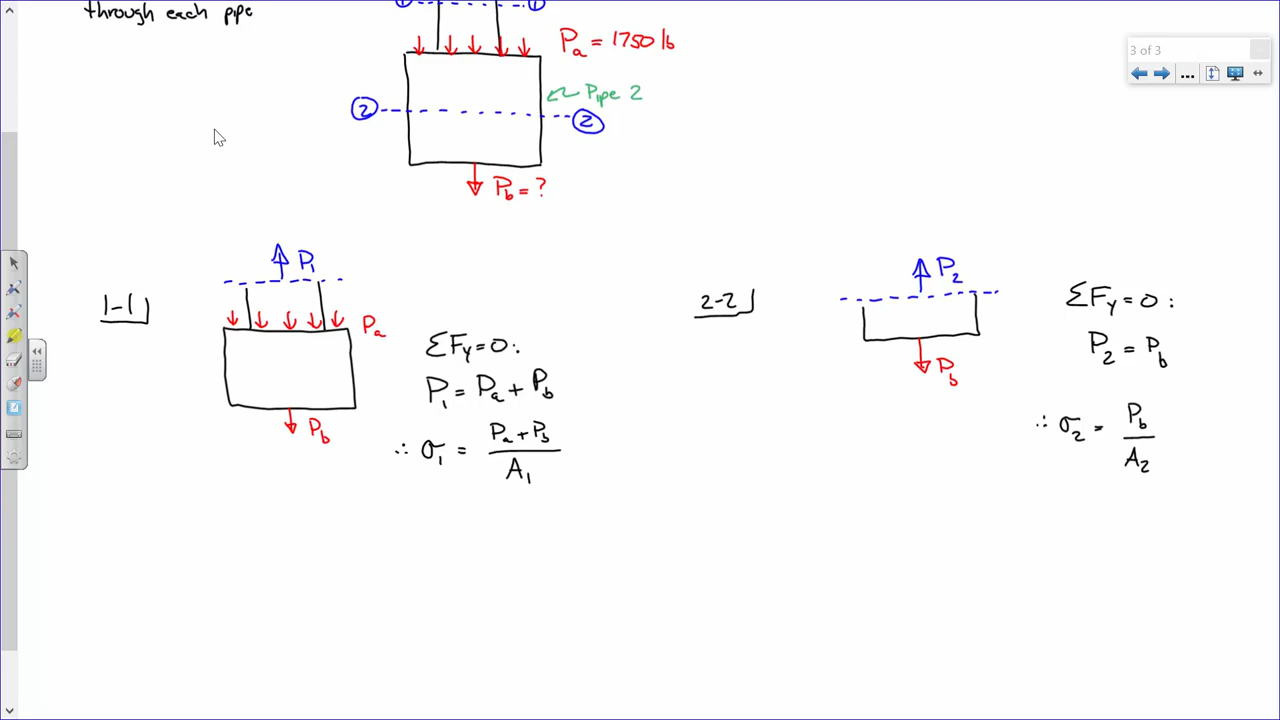 through each pipe
1
1
Pa = 1750 lb
Pipe 2
2
2
Pb = ?
3 of 3
...
1-1
P1
Pa
Pb
ΣFy=0:
P1 = Pa + Pb
∴ σ1 = Pa+Pb
A1
2-2
P2
Pb
ΣFy=0:
P2 = Pb
∴ σ2 = Pb
A2